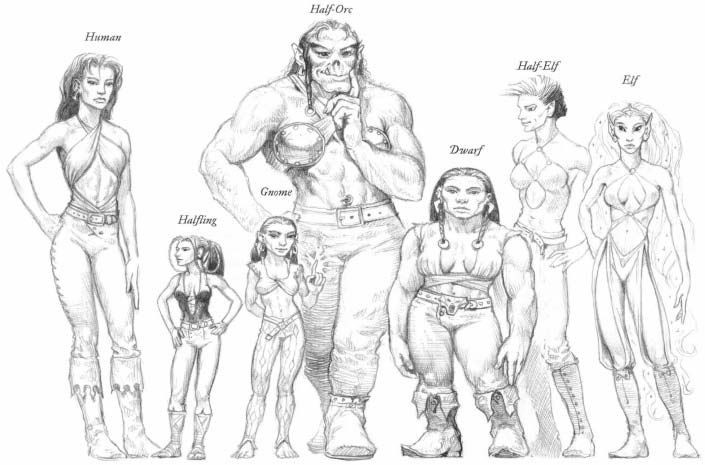 Human
Halfling
Gnome
Half-Orc
Dwarf
Half-Elf
Elf